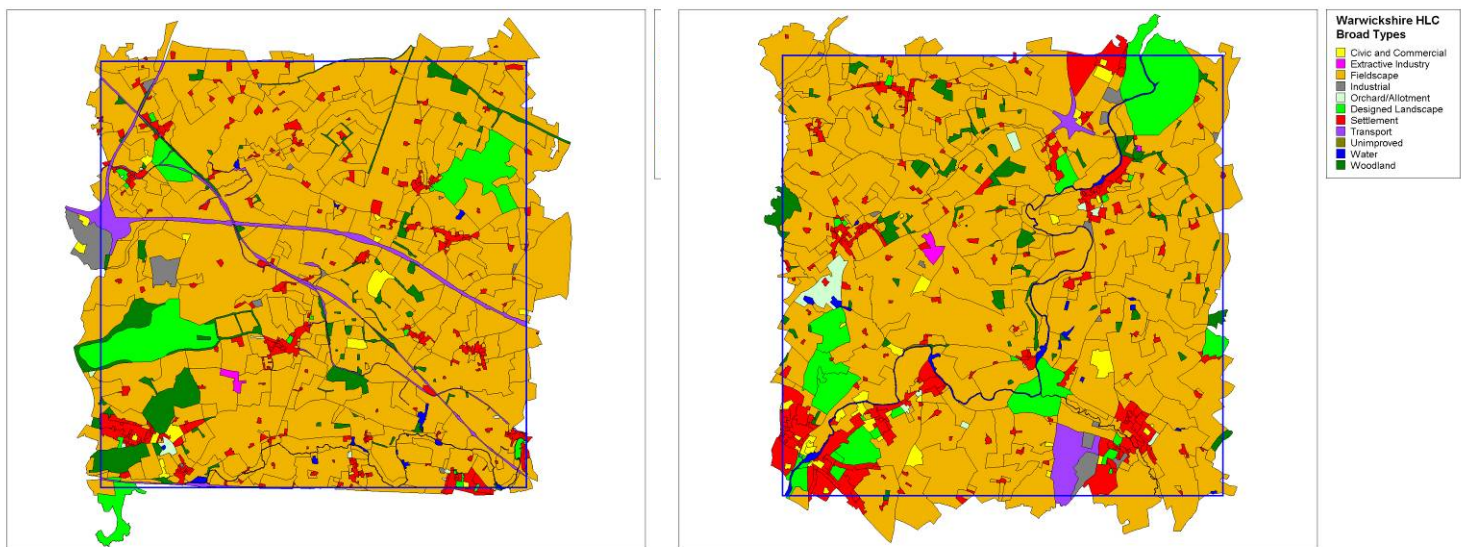 Warwickshire HLC
Broad Types
Civic and Commercial
Extractive Industry
Fieldscape
Industrial
Orchard/Allotment
Designed Landscape
Settlement
Transport
Unimproved
Water
Woodland